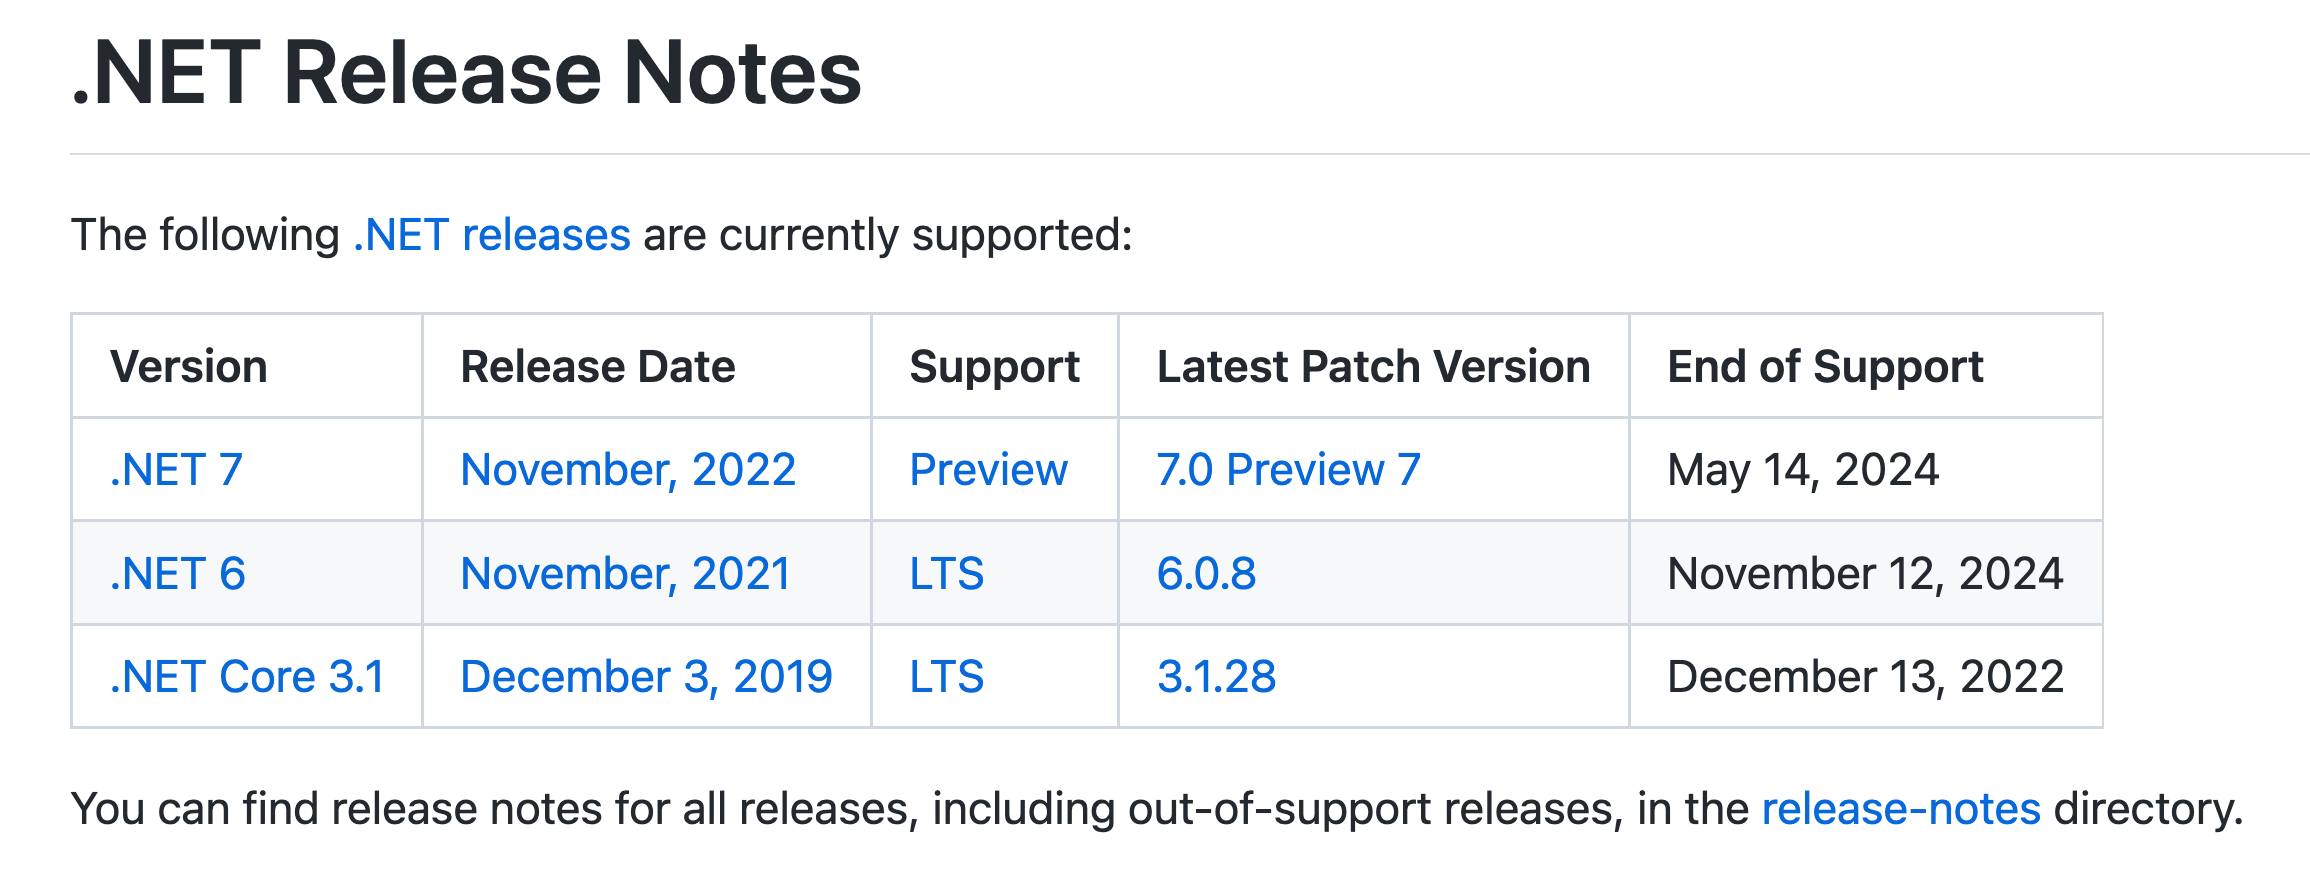 .NET Release Notes
The following .NET releases are currently supported:
Version Release Date Support Latest Patch Version End of Support
.NET 7 November, 2022 Preview 7.0 Preview 7 May 14, 2024
.NET 6 November, 2021 LTS 6.0.8 November 12, 2024
.NET Core 3.1 December 3, 2019 LTS 3.1.28 December 13, 2022
You can find release notes for all releases, including out-of-support releases, in the release-notes directory.